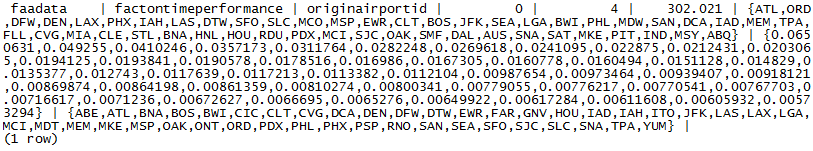 faadata | factontimeperformance | originairportid | 0 | 4 | 302.021 | {ATL,ORD
,DFW,DEN,LAX,PHX,IAH,LAS,DTW,SFO,SLC,MCO,MSP,EWR,CLT,BOS,JFK,SEA,LGA,BWI,PHL,MDW,SAN,DCA,IAD,MEM,TPA,
FLL,CVG,MIA,CLE,STL,BNA,HNL,HOU,RDU,PDX,MCI,SJC,OAK,SMF,DAL,AUS,SNA,SAT,MKE,PIT,IND,MSY,ABQ} | {0.065
0631,0.049255,0.0410246,0.0357173,0.0311764,0.0282248,0.0269618,0.0241095,0.022875,0.0212431,0.020306
5,0.0194125,0.0193841,0.0190578,0.0178516,0.016986,0.0167305,0.0160778,0.0160494,0.0151128,0.014829,0
.0135377,0.012743,0.0117639,0.0117213,0.0113382,0.0112104,0.00987654,0.00973464,0.00939407,0.00918121
,0.00869874,0.00864198,0.00861359,0.00810274,0.00800341,0.00779055,0.00776217,0.00770541,0.00767703,0
.00716617,0.0071236,0.00672627,0.0066695,0.0065276,0.00649922,0.00617284,0.00611608,0.00605932,0.0057
3294} | {ABE,ATL,BNA,BOS,BWI,CIC,CLT,CVG,DCA,DEN,DFW,DTW,EWR,FAR,GNV,HOU,IAD,IAH,ITO,JFK,LAS,LAX,LGA,
MCI,MDT,MEM,MKE,MSP,OAK,ONT,ORD,PDX,PHL,PHX,PSP,RNO,SAN,SEA,SFO,SJC,SLC,SNA,TPA,YUM} |
(1 row)